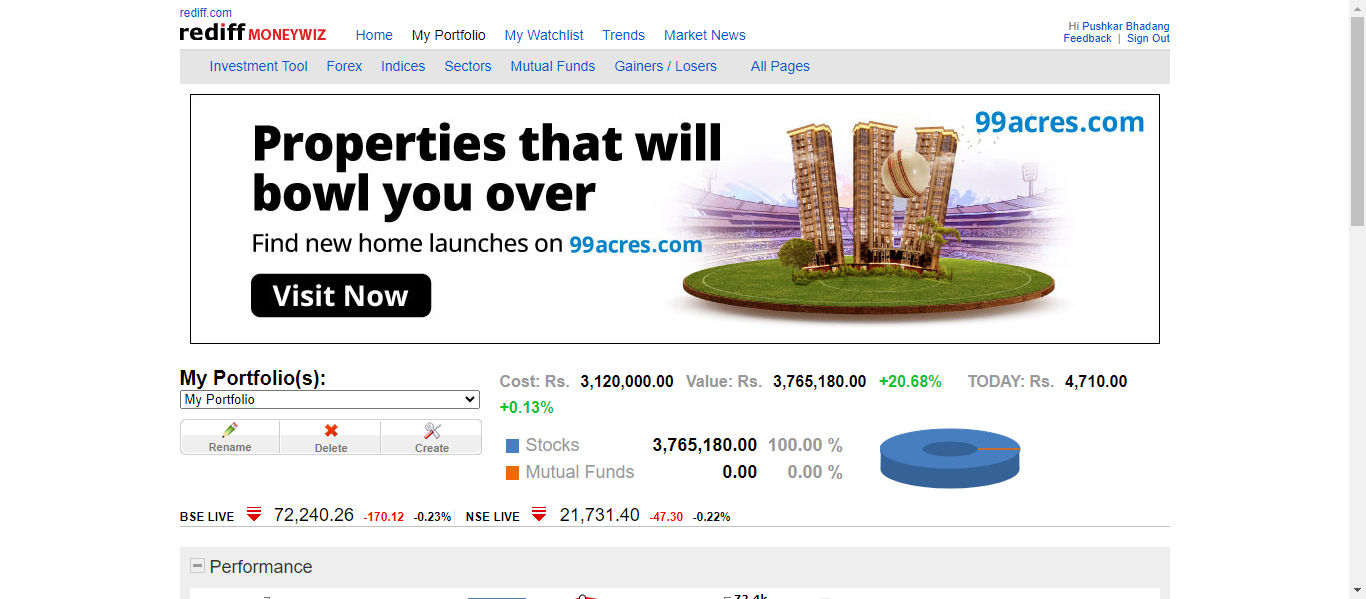 rediff.com
rediff MONEYWIZ Home My Portfolio My Watchlist Trends Market News
Hi Pushkar Bhadang
Feedback | Sign Out
Investment Tool Forex Indices Sectors Mutual Funds Gainers / Losers All Pages
Properties that will
bowl you over
Find new home launches on 99acres.com
Visit Now
99acres.com
My Portfolio(s):
My Portfolio
Rename Delete Create
Cost: Rs. 3,120,000.00 Value: Rs. 3,765,180.00 +20.68% TODAY: Rs. 4,710.00
+0.13%
Stocks 3,765,180.00 100.00 %
Mutual Funds 0.00 0.00 %
BSE LIVE 72,240.26 -170.12 -0.23% NSE LIVE 21,731.40 -47.30 -0.22%
Performance